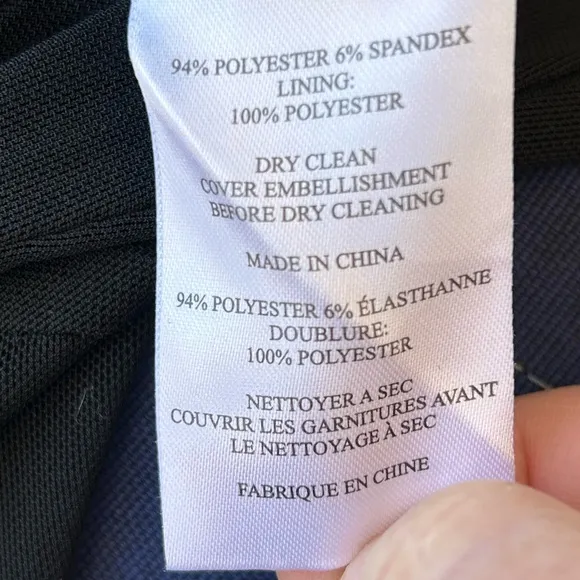 94% POLYESTER 6% SPANDEX
LINING:
100% POLYESTER
DRY CLEAN
COVER EMBELLISHMENT
BEFORE DRY CLEANING
MADE IN CHINA
94% POLYESTER 6% ÉLASTHANNE
DOUBLURE:
100% POLYESTER
NETTOYER A SEC
COUVRIR LES GARNITURES AVANT
LE NETTOYAGE À SEC
FABRIQUE EN CHINE